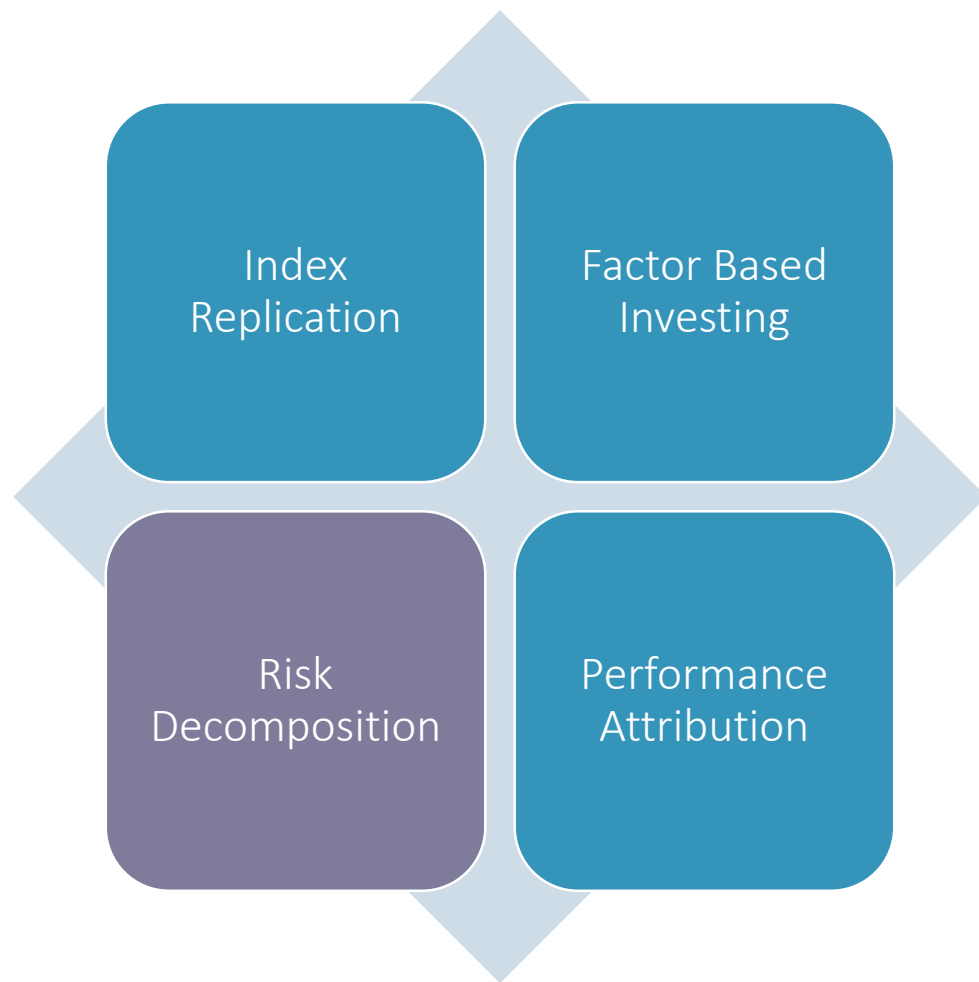 Index
Replication
Factor Based
Investing
Risk
Decomposition
Performance
Attribution